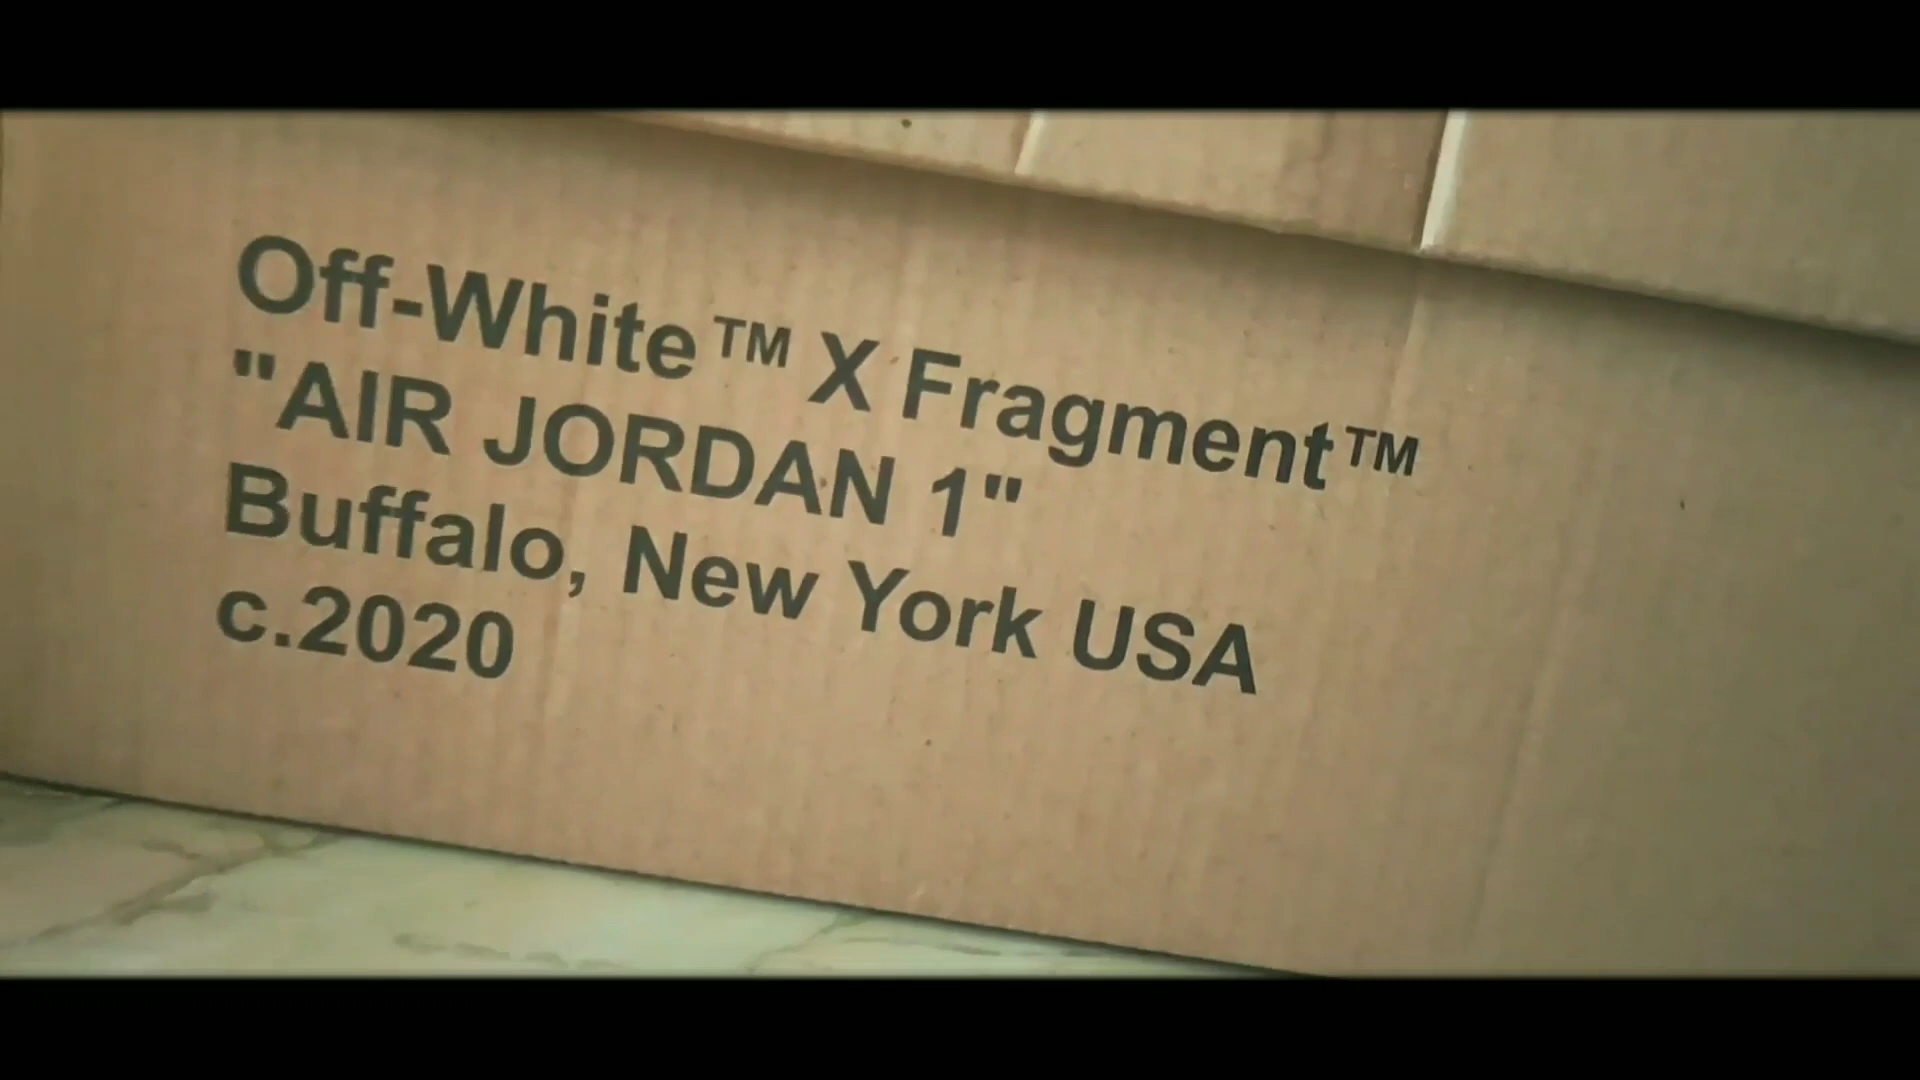 Off-White™ X Fragment™
"AIR JORDAN 1"
Buffalo, New York USA
c.2020